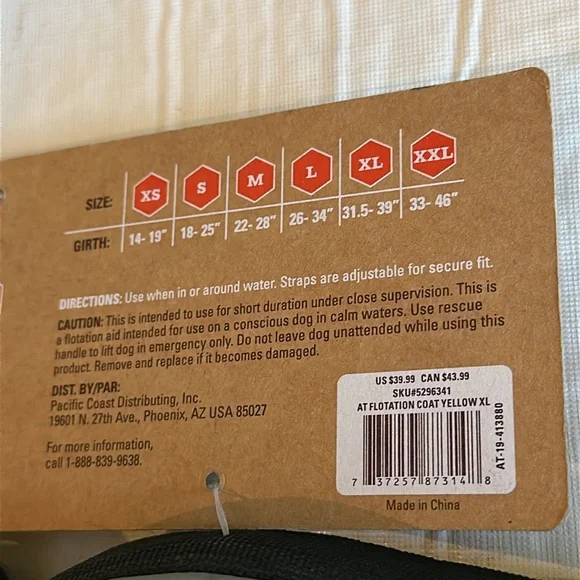 SIZE: XS S M L XL XXL
GIRTH: 14- 19" 18- 25" 22- 28" 26- 34" 31.5- 39" 33- 46"
DIRECTIONS: Use when in or around water. Straps are adjustable for secure fit.
CAUTION: This is intended to use for short duration under close supervision. This is
a flotation aid intended for use on a conscious dog in calm waters. Use rescue
handle to lift dog in emergency only. Do not leave dog unattended while using this
product. Remove and replace if it becomes damaged.
DIST. BY/PAR:
Pacific Coast Distributing, Inc.
19601 N. 27th Ave., Phoenix, AZ USA 85027
For more information,
call 1-888-839-9638.
US $39.99 CAN $43.99
SKU#5296341
AT FLOTATION COAT YELLOW XL
7 37257 87314 8
AT-19-413880
Made in China